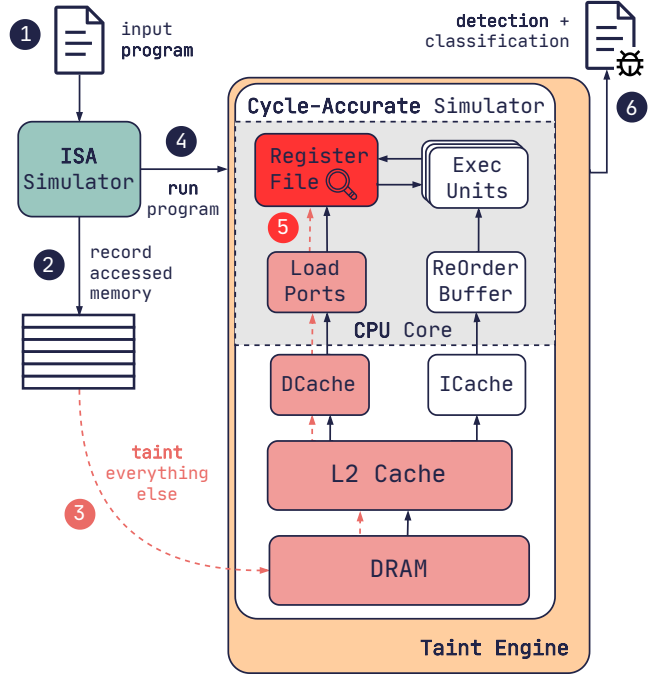 1
input
program
detection +
classification
6
Cycle-Accurate Simulator
4
ISA
Simulator
run
program
Register
File
Exec
Units
5
2
record
accessed
memory
Load
Ports
ReOrder
Buffer
CPU Core
DCache
ICache
taint
everything
else
3
L2 Cache
DRAM
Taint Engine